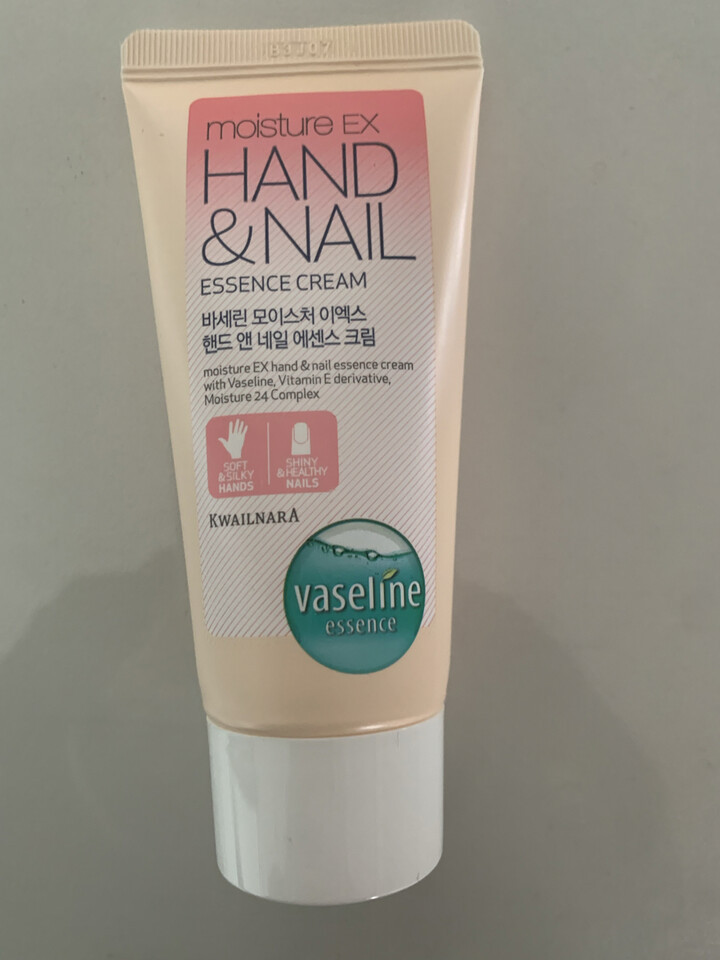 moisture EX
HAND
&NAIL
ESSENCE CREAM
바세린 모이스처 이엑스
핸드 앤 네일 에센스 크림
moisture EX hand & nail essence cream
with Vaseline, Vitamin E derivative,
Moisture 24 Complex
SOFT
&SILKY
HANDS
SHINY
&HEALTHY
NAILS
KWAILNARA
vaseline
essence